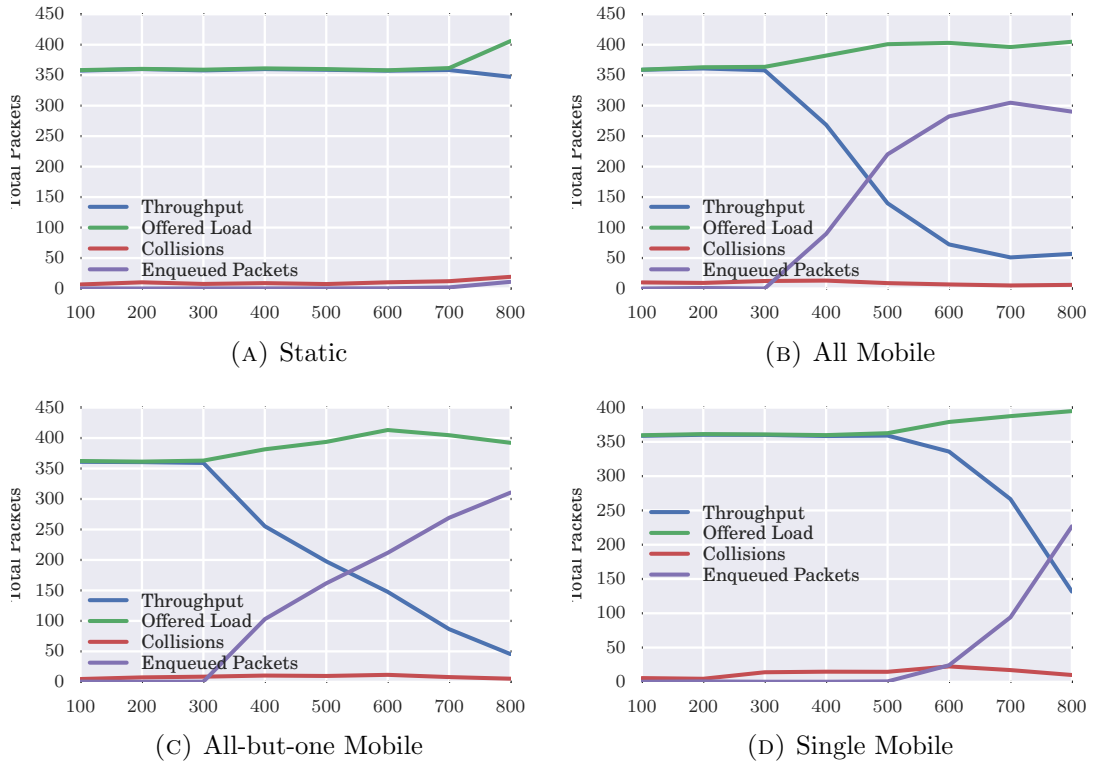 450
400
350
300
250
200
150
100
50
0
Total Packets
Throughput
Offered Load
Collisions
Enqueued Packets
100 200 300 400 500 600 700 800
(A) Static
450
400
350
300
250
200
150
100
50
0
Total Packets
Throughput
Offered Load
Collisions
Enqueued Packets
100 200 300 400 500 600 700 800
(B) All Mobile
450
400
350
300
250
200
150
100
50
0
Total Packets
Throughput
Offered Load
Collisions
Enqueued Packets
100 200 300 400 500 600 700 800
(C) All-but-one Mobile
400
350
300
250
200
150
100
50
0
Total Packets
Throughput
Offered Load
Collisions
Enqueued Packets
100 200 300 400 500 600 700 800
(D) Single Mobile